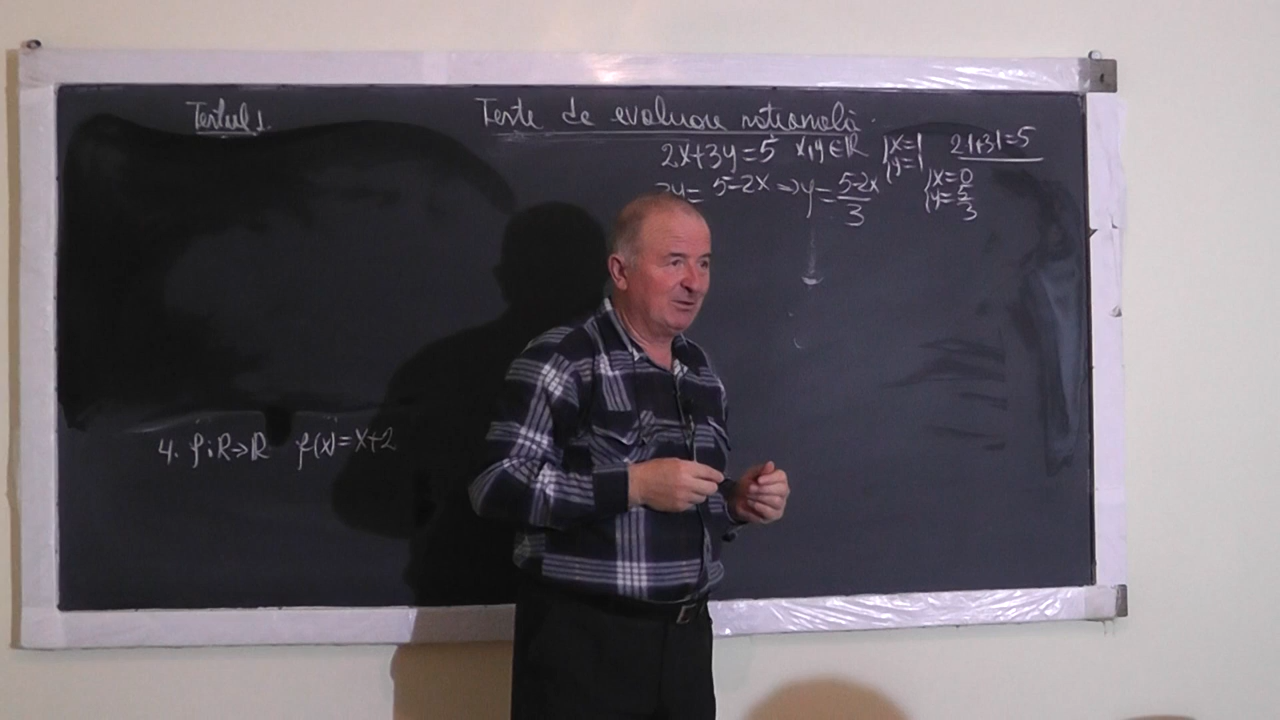 Testul 1.
Teste de evaluare națională
2x+3y=5 x,y∈R {x=1 y=1 2·1+3·1=5
3y=5-2x⇒y=5-2x/3 {x=0 y=5/3
4. f:R→R f(x)=x+2